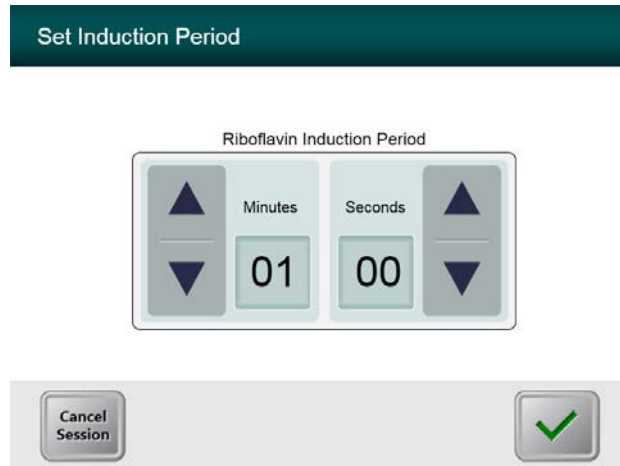 Set Induction Period
Riboflavin Induction Period
Minutes
Seconds
01
00
Cancel
Session